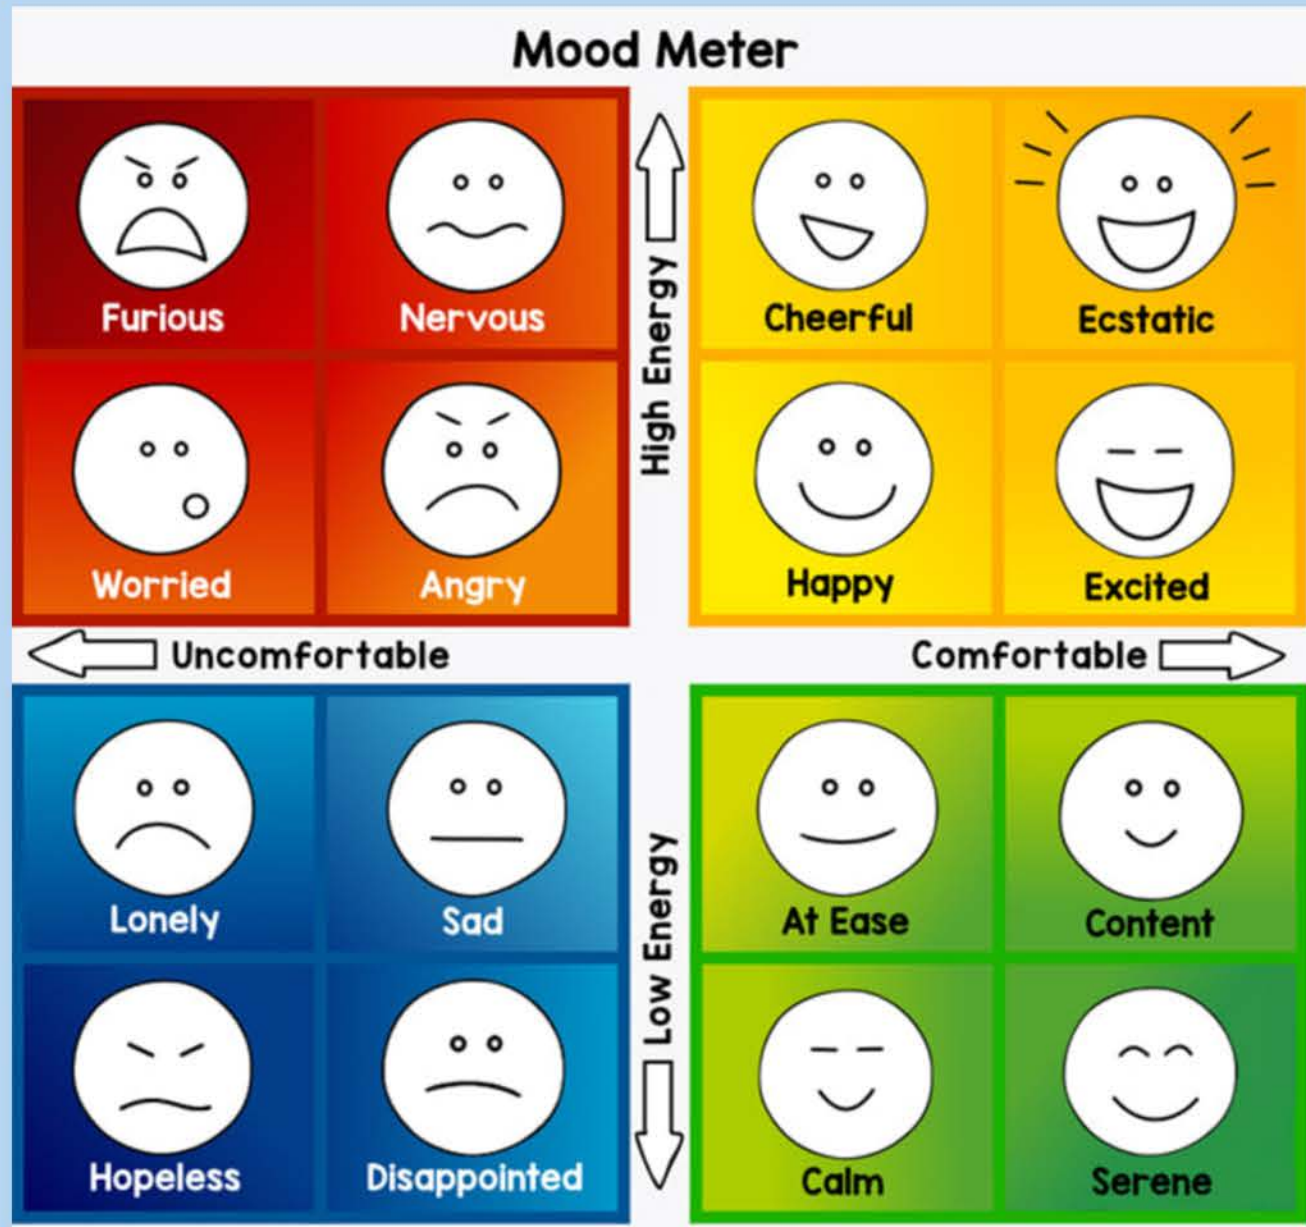 Mood Meter
Furious
Nervous
Cheerful
Ecstatic
High Energy
Worried
Angry
Happy
Excited
Uncomfortable
Comfortable
Lonely
Sad
At Ease
Content
Low Energy
Hopeless
Disappointed
Calm
Serene